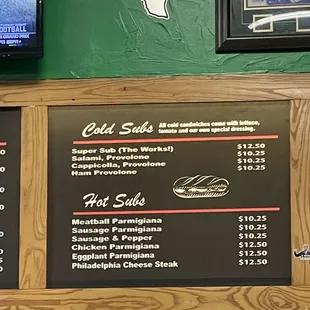 FOOTBALL
Cold Subs
All cold sandwiches come with lettuce,
tomato and our own special dressing.
Super Sub (The Works!) $12.50
Salami, Provolone $10.25
Cappicolla, Provolone $10.25
Ham Provolone $10.25
Hot Subs
Meatball Parmigiana $10.25
Sausage Parmigiana $10.25
Sausage & Pepper $10.25
Chicken Parmigiana $12.50
Eggplant Parmigiana $12.50
Philadelphia Cheese Steak $12.50